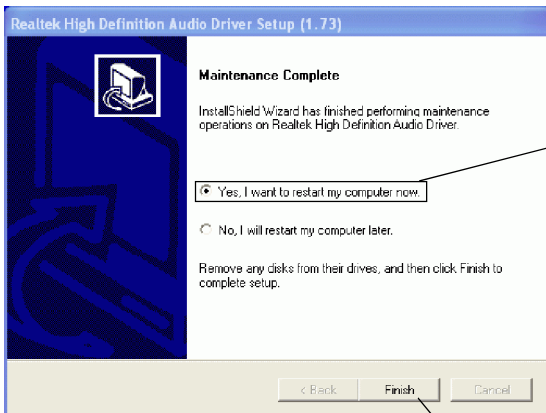 Realtek High Definition Audio Driver Setup (1.73)
Maintenance Complete
InstallShield Wizard has finished performing maintenance
operations on Realtek High Definition Audio Driver.
Yes, I want to restart my computer now.
No, I will restart my computer later.
Remove any disks from their drives, and then click Finish to
complete setup.
< Back Finish Cancel